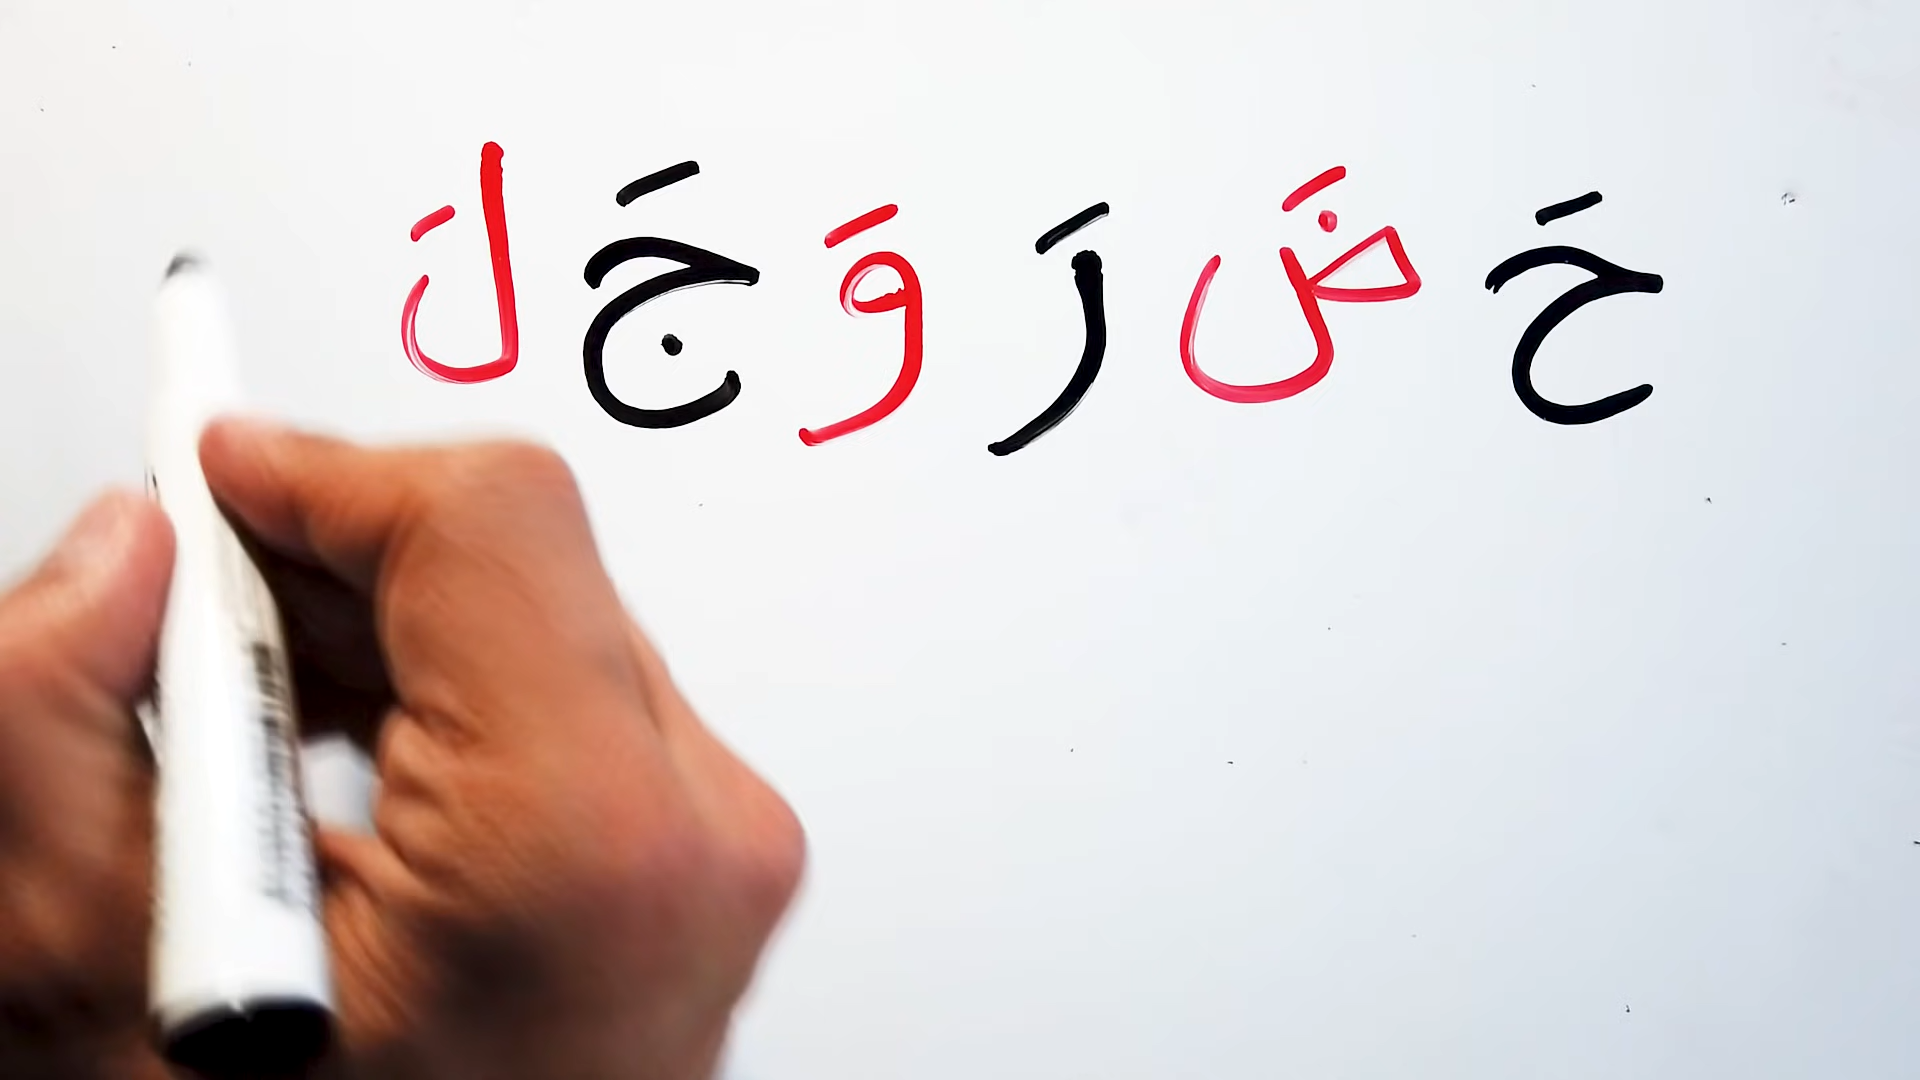 حَ ضَ رَ وَ جَ لَ